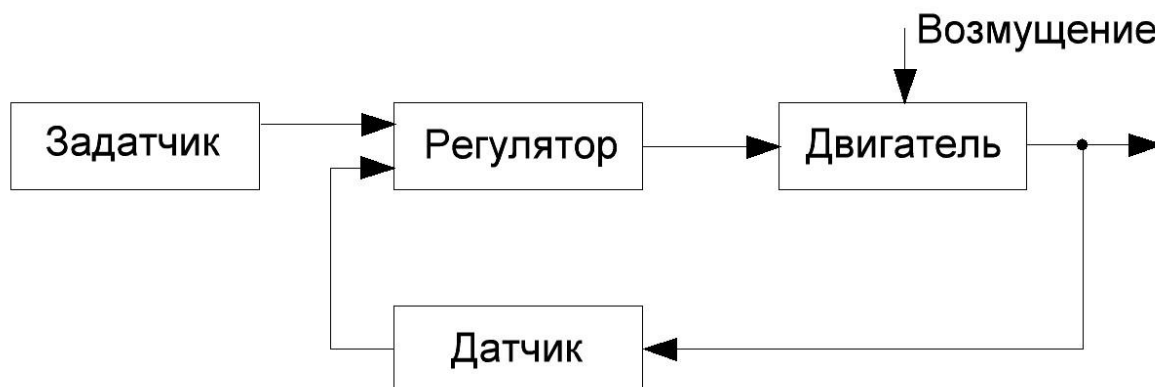 Возмущение
Задатчик
Регулятор
Двигатель
Датчик